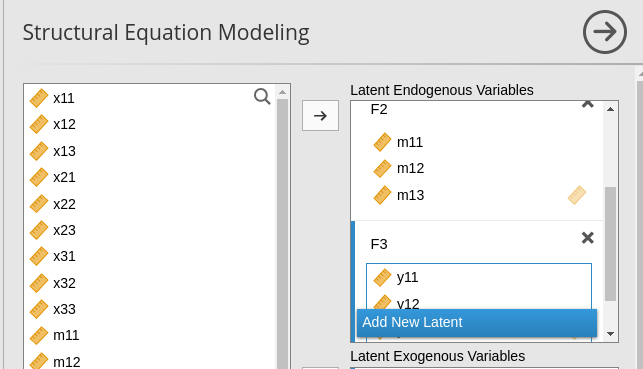 Structural Equation Modeling
x11
x12
x13
x21
x22
x23
x31
x32
x33
m11
m12
Latent Endogenous Variables
F2
m11
m12
m13
F3
y11
y12
Add New Latent
Latent Exogenous Variables